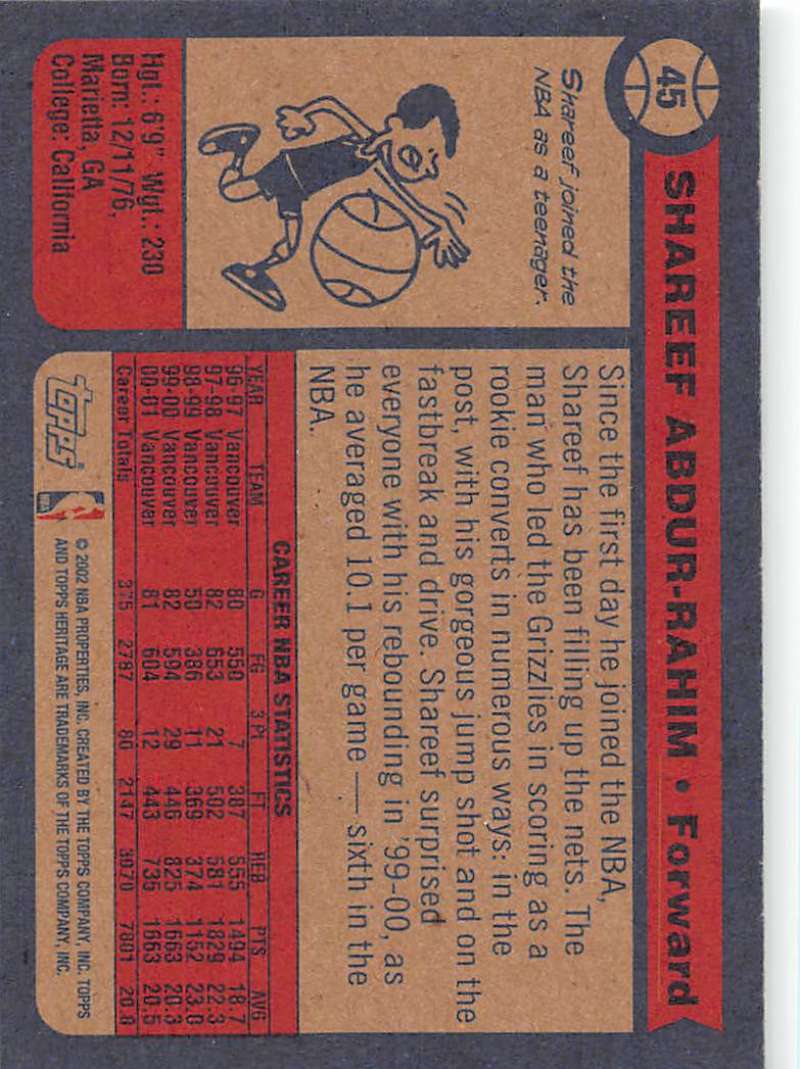 45
SHAREEF ABDUR-RAHIM • Forward
Shareef joined the
NBA as a teenager.
Hgt.: 6'9" Wgt.: 230
Born: 12/11/76,
Marietta, GA
College: California
Since the first day he joined the NBA,
Shareef has been filling up the nets. The
man who led the Grizzlies in scoring as a
rookie converts in numerous ways: in the
post, with his gorgeous jump shot and on the
fastbreak and drive. Shareef surprised
everyone with his rebounding in '99-00, as
he averaged 10.1 per game — sixth in the
NBA.
CAREER NBA STATISTICS
YEAR TEAM G FG 3 Pt FT REB PTS AVG
96-97 Vancouver 80 550 7 387 555 1494 18.7
97-98 Vancouver 82 653 21 502 581 1829 22.3
98-99 Vancouver 50 386 11 369 374 1152 23.0
99-00 Vancouver 82 594 29 446 825 1663 20.3
00-01 Vancouver 81 604 12 443 735 1663 20.5
Career Totals 375 2787 80 2147 3070 7801 20.8
Topps
© 2002 NBA PROPERTIES, INC. CREATED BY THE TOPPS COMPANY, INC. TOPPS
AND TOPPS HERITAGE ARE TRADEMARKS OF THE TOPPS COMPANY, INC.